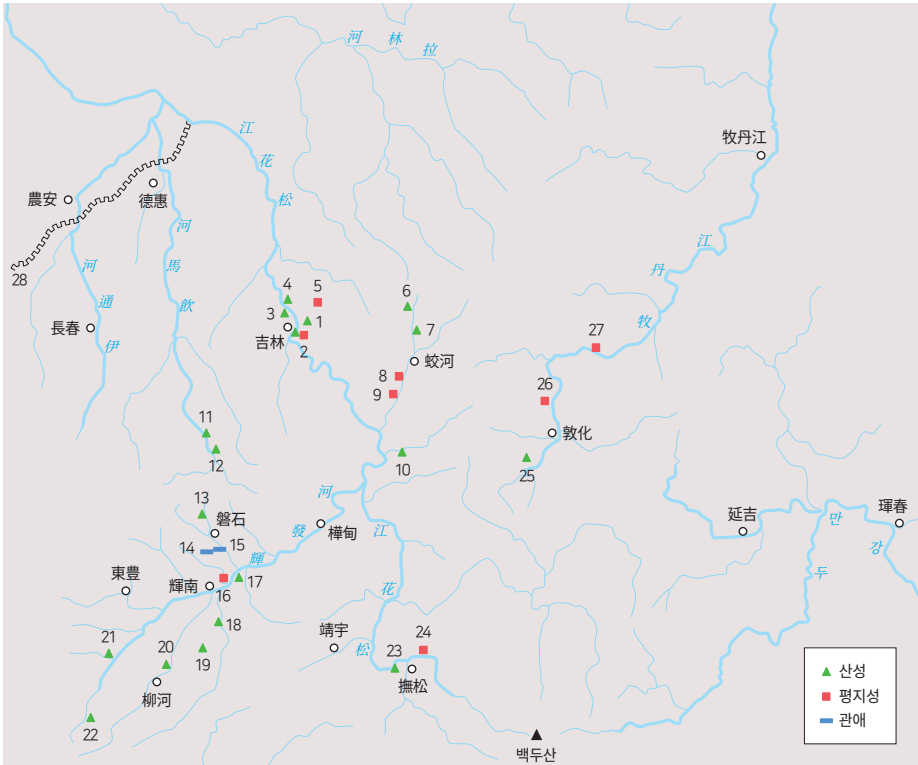 河林拉
牧丹江
江花松
農安
德惠
河馬飮
江丹牧
28
河通伊
4
5
6
3
1
7
長春
吉林
2
27
蛟河
8
9
26
11
敦化
12
10
25
13
河發輝
磐石
樺甸
江花松
延吉
만강두
琿春
14
15
東豊
輝南
16
17
18
靖宇
24
21
20
19
23
撫松
柳河
22
백두산
산성
평지성
관애